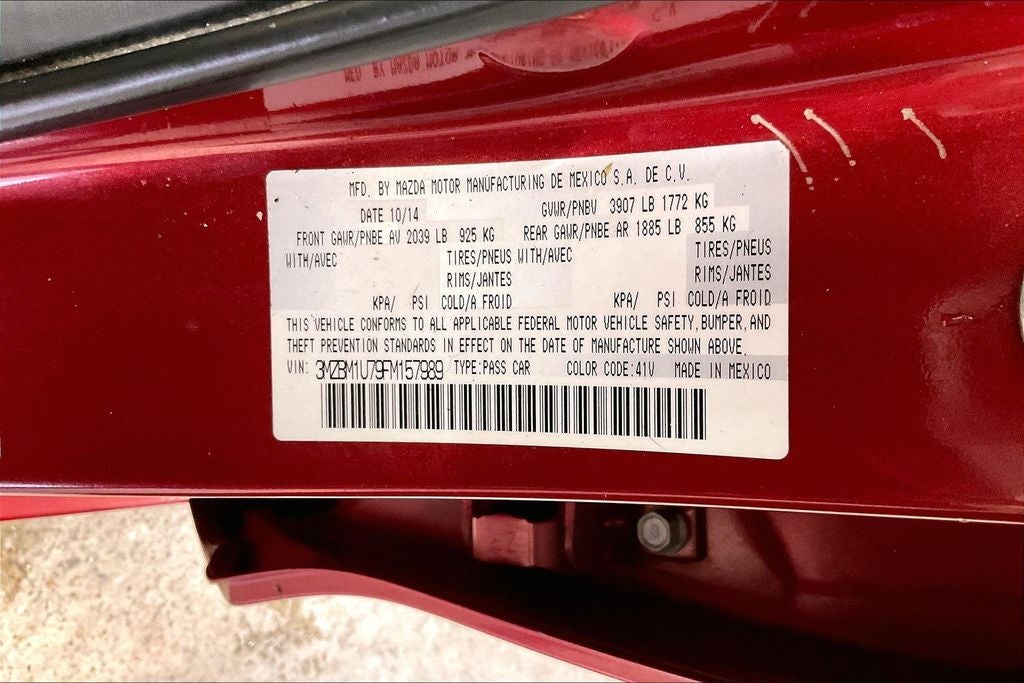 MFD. BY MAZDA MOTOR MANUFACTURING DE MEXICO S.A. DE C.V.
DATE 10/14 GVWR/PNBV 3907 LB 1772 KG
FRONT GAWR/PNBE AV 2039 LB 925 KG REAR GAWR/PNBE AR 1885 LB 855 KG
WITH/AVEC TIRES/PNEUS WITH/AVEC TIRES/PNEUS
RIMS/JANTES RIMS/JANTES
KPA/ PSI COLD/A FROID KPA/ PSI COLD/A FROID
THIS VEHICLE CONFORMS TO ALL APPLICABLE FEDERAL MOTOR VEHICLE SAFETY, BUMPER, AND
THEFT PREVENTION STANDARDS IN EFFECT ON THE DATE OF MANUFACTURE SHOWN ABOVE.
VIN: 3MZBM1U79FM157989 TYPE:PASS CAR COLOR CODE:41V MADE IN MEXICO